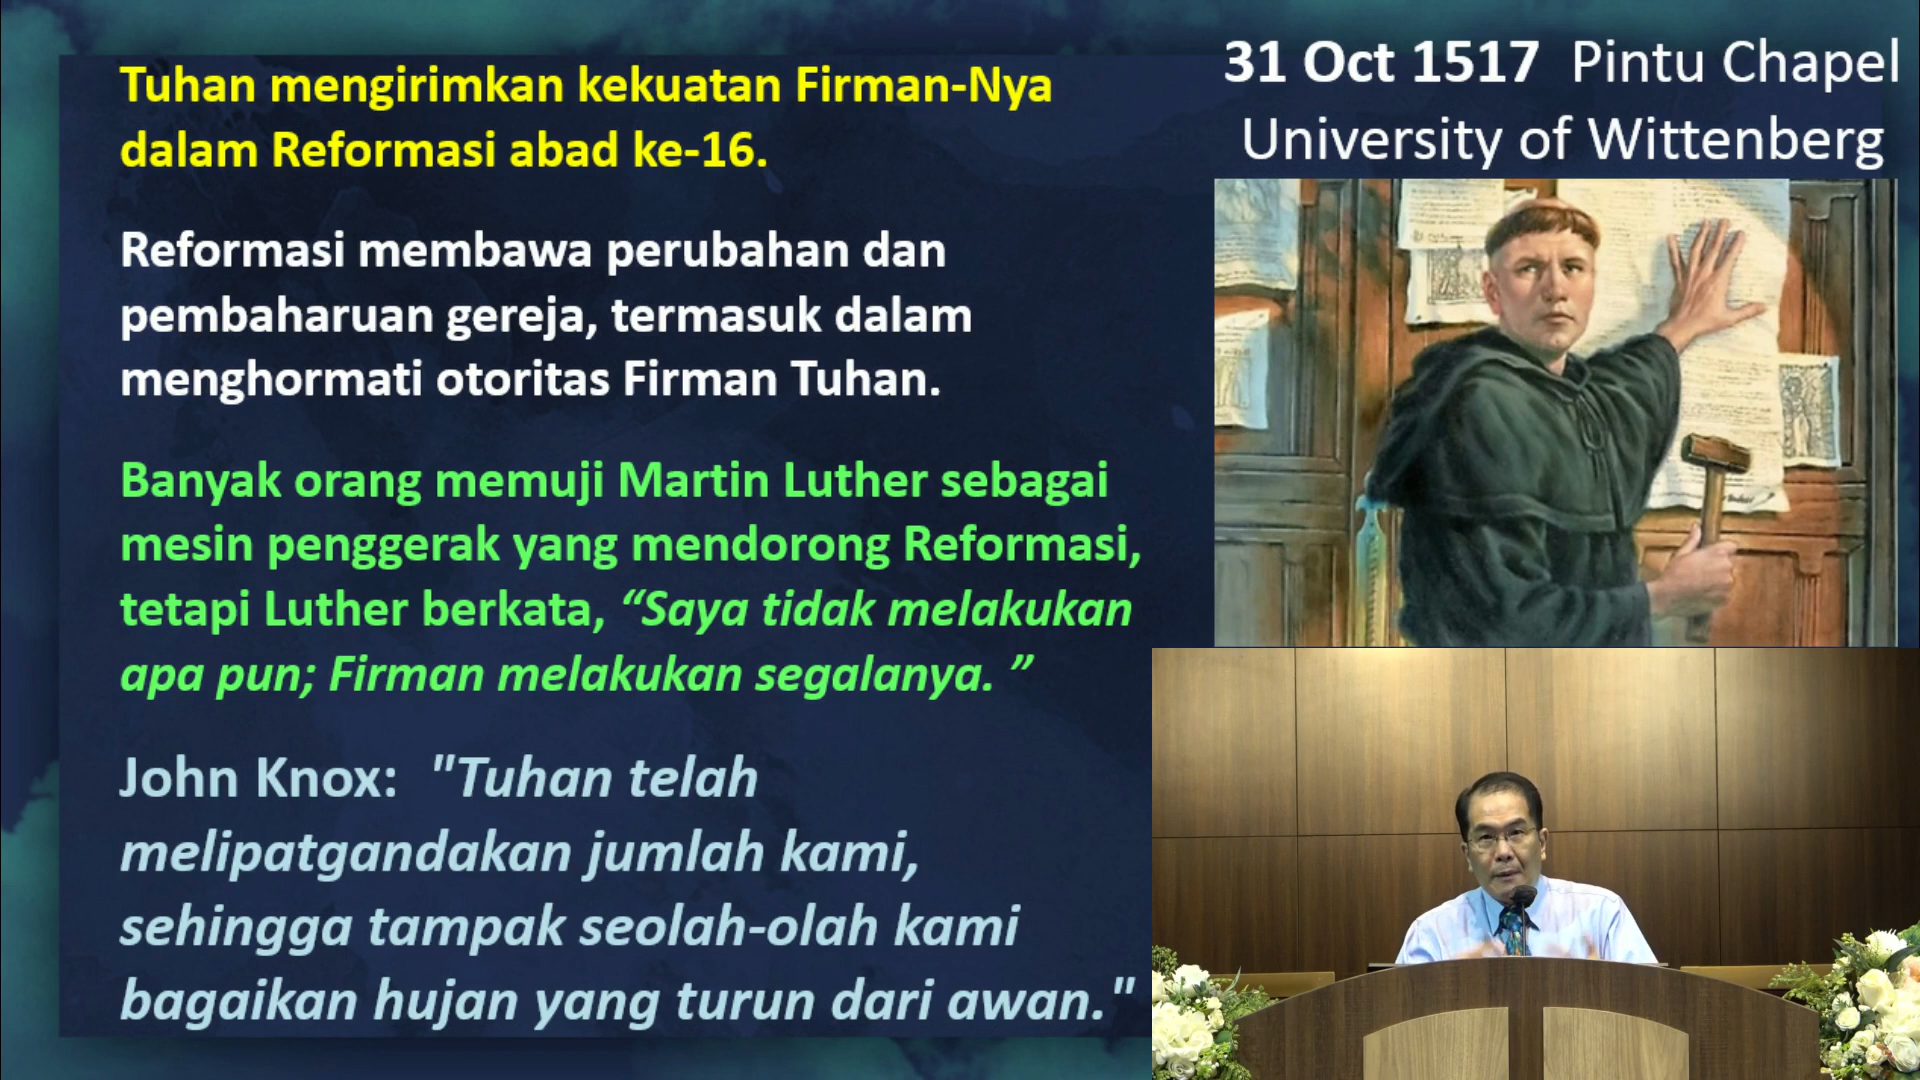 Tuhan mengirimkan kekuatan Firman-Nya
dalam Reformasi abad ke-16.
Reformasi membawa perubahan dan
pembaharuan gereja, termasuk dalam
menghormati otoritas Firman Tuhan.
Banyak orang memuji Martin Luther sebagai
mesin penggerak yang mendorong Reformasi,
tetapi Luther berkata, “Saya tidak melakukan
apa pun; Firman melakukan segalanya. ”
John Knox: "Tuhan telah
melipatgandakan jumlah kami,
sehingga tampak seolah-olah kami
bagaikan hujan yang turun dari awan."
31 Oct 1517 Pintu Chapel
University of Wittenberg